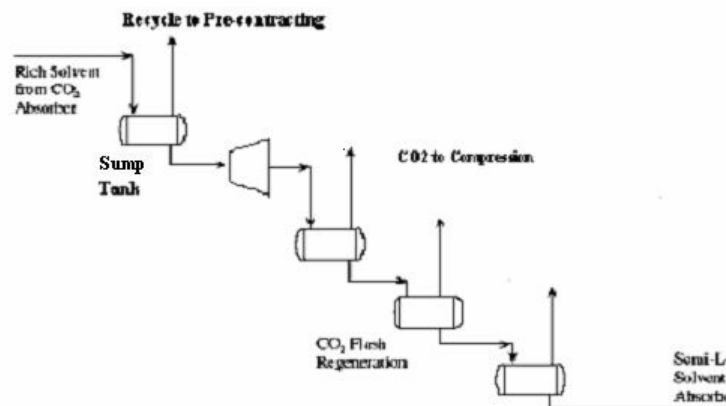 Recycle to Pre-contracting
Rich Solvent
from CO2
Absorber
Sump
Tank
CO2 to Compression
CO2 Flash
Regeneration
Semi-L
Solvent
Absorbe